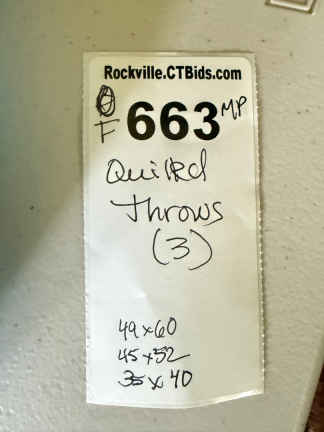 Rockville.CTBids.com
F 663 MP
Quilted
Throws
(3)
49x60
45x52
35x40